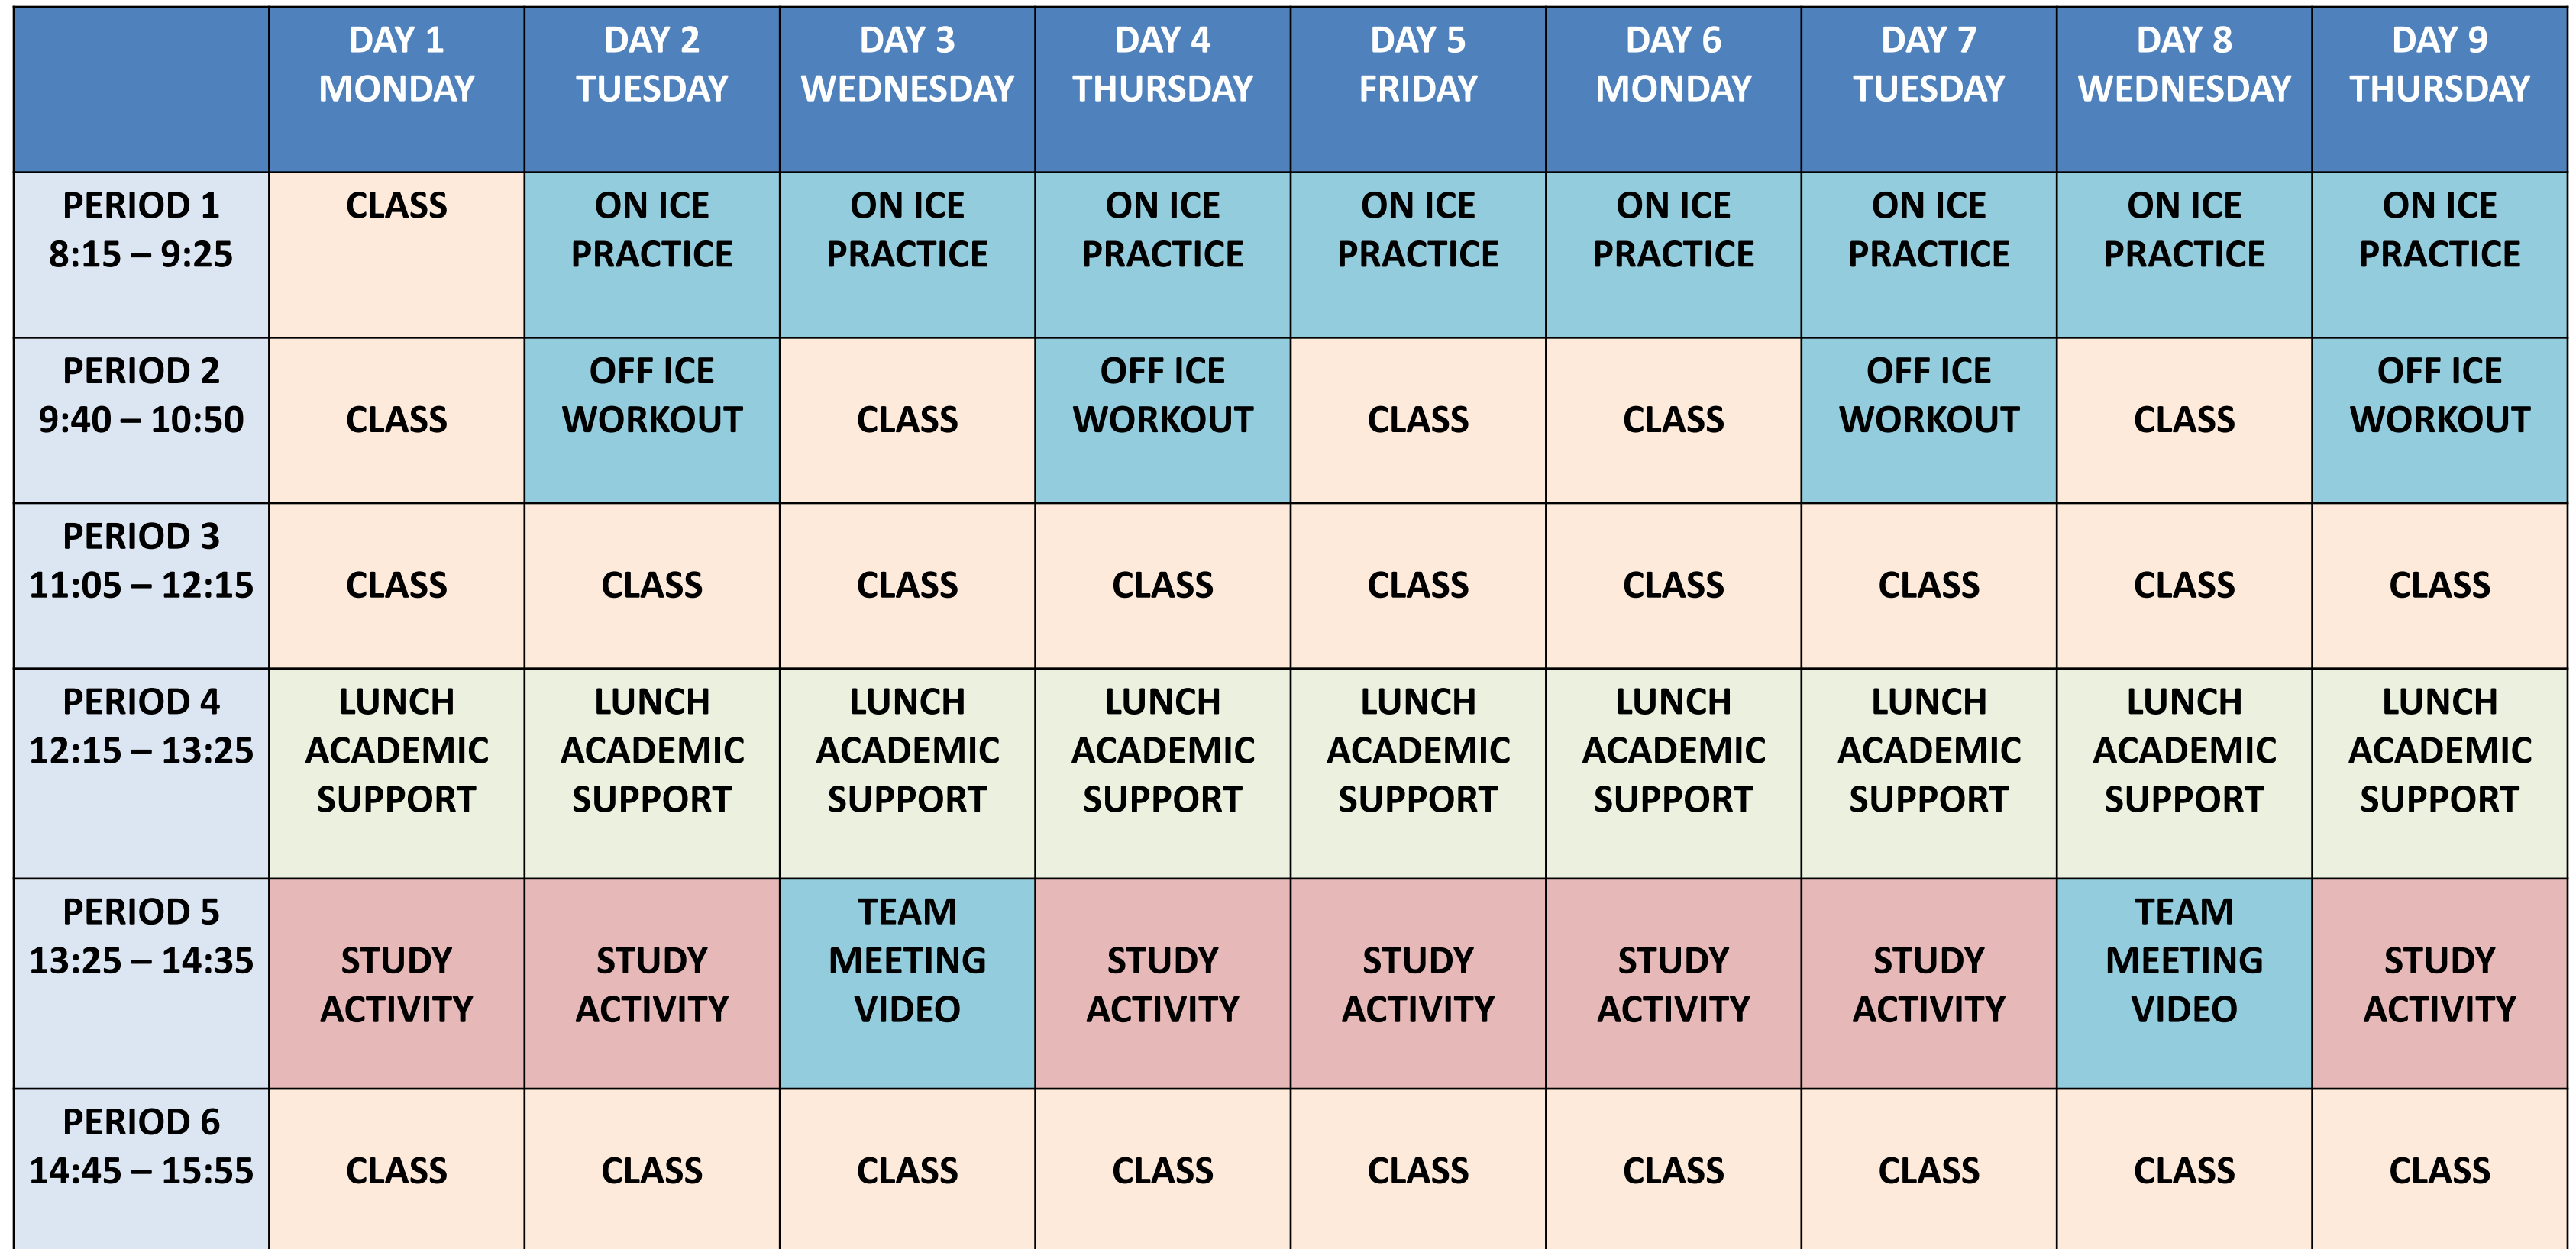 DAY 1 DAY 2 DAY 3 DAY 4 DAY 5 DAY 6 DAY 7 DAY 8 DAY 9
MONDAY TUESDAY WEDNESDAY THURSDAY FRIDAY MONDAY TUESDAY WEDNESDAY THURSDAY
PERIOD 1 CLASS ON ICE ON ICE ON ICE ON ICE ON ICE ON ICE ON ICE ON ICE
8:15 – 9:25 PRACTICE PRACTICE PRACTICE PRACTICE PRACTICE PRACTICE PRACTICE PRACTICE
PERIOD 2 OFF ICE OFF ICE OFF ICE OFF ICE
9:40 – 10:50 CLASS WORKOUT CLASS WORKOUT CLASS CLASS WORKOUT CLASS WORKOUT
PERIOD 3
11:05 – 12:15 CLASS CLASS CLASS CLASS CLASS CLASS CLASS CLASS CLASS
PERIOD 4 LUNCH LUNCH LUNCH LUNCH LUNCH LUNCH LUNCH LUNCH LUNCH
12:15 – 13:25 ACADEMIC ACADEMIC ACADEMIC ACADEMIC ACADEMIC ACADEMIC ACADEMIC ACADEMIC ACADEMIC
SUPPORT SUPPORT SUPPORT SUPPORT SUPPORT SUPPORT SUPPORT SUPPORT SUPPORT
PERIOD 5 TEAM TEAM
13:25 – 14:35 STUDY STUDY MEETING STUDY STUDY STUDY STUDY MEETING STUDY
ACTIVITY ACTIVITY VIDEO ACTIVITY ACTIVITY ACTIVITY ACTIVITY VIDEO ACTIVITY
PERIOD 6
14:45 – 15:55 CLASS CLASS CLASS CLASS CLASS CLASS CLASS CLASS CLASS